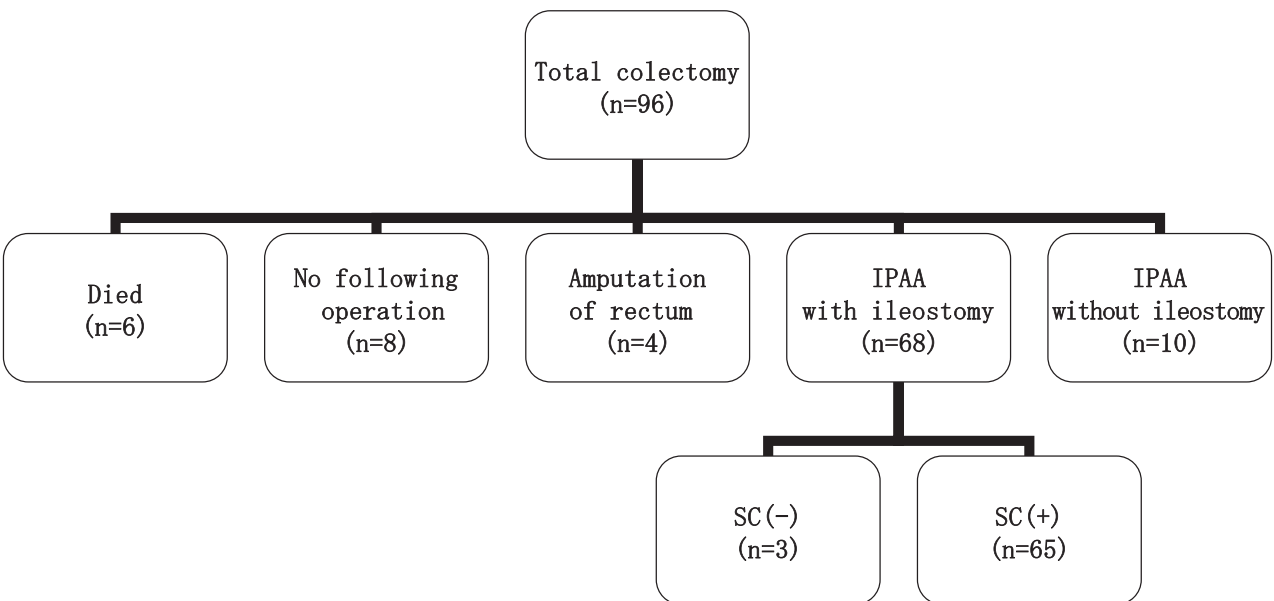 Total colectomy
(n=96)
Died
(n=6)
No following
operation
(n=8)
Amputation
of rectum
(n=4)
IPAA
with ileostomy
(n=68)
IPAA
without ileostomy
(n=10)
SC(−)
(n=3)
SC(+)
(n=65)